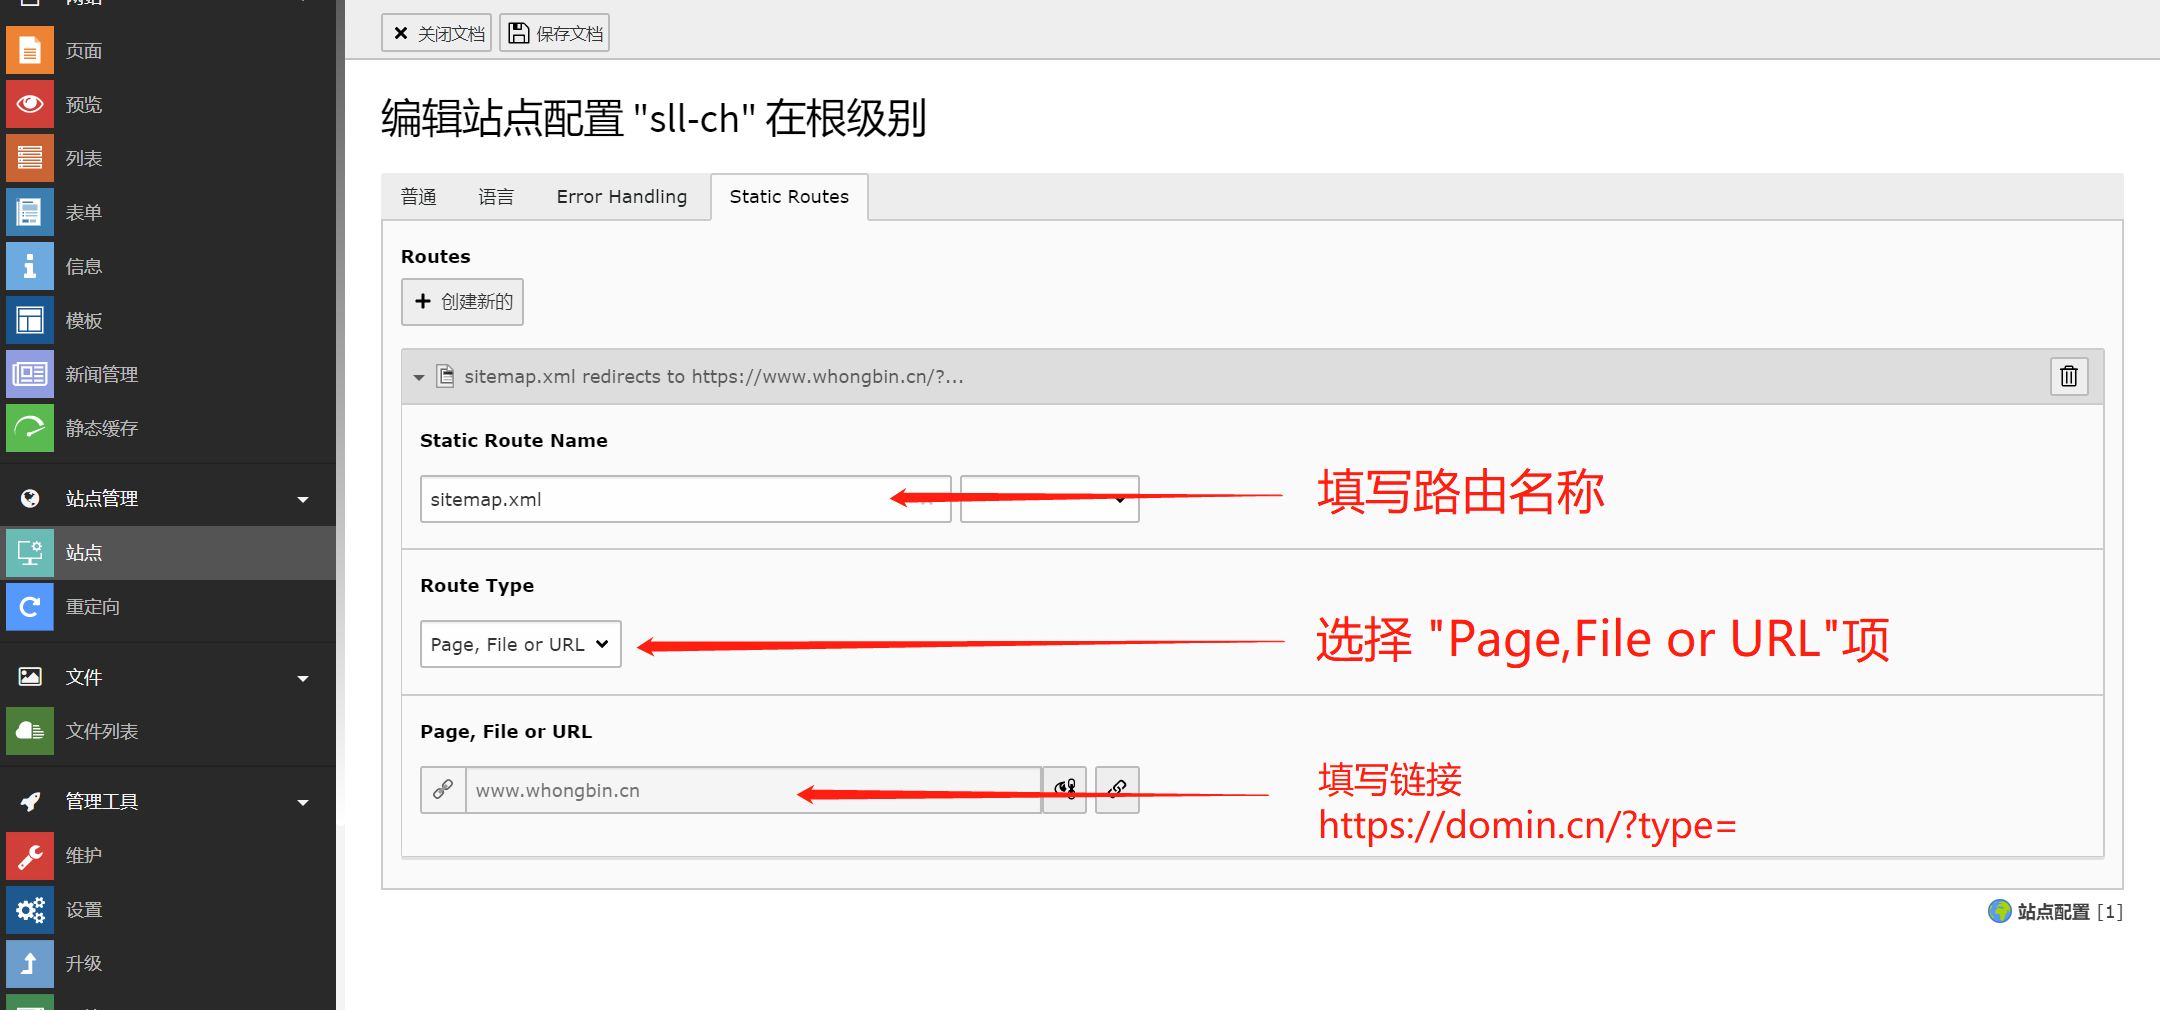 页面
预览
列表
表单
信息
模板
新闻管理
静态缓存
站点管理
站点
重定向
文件
文件列表
管理工具
维护
设置
升级
关闭文档
保存文档
编辑站点配置 "sll-ch" 在根级别
普通
语言
Error Handling
Static Routes
Routes
创建新的
sitemap.xml redirects to https://www.whongbin.cn/?...
Static Route Name
sitemap.xml
填写路由名称
Route Type
Page, File or URL
选择 "Page,File or URL"项
Page, File or URL
www.whongbin.cn
填写链接
https://domin.cn/?type=
站点配置 [1]